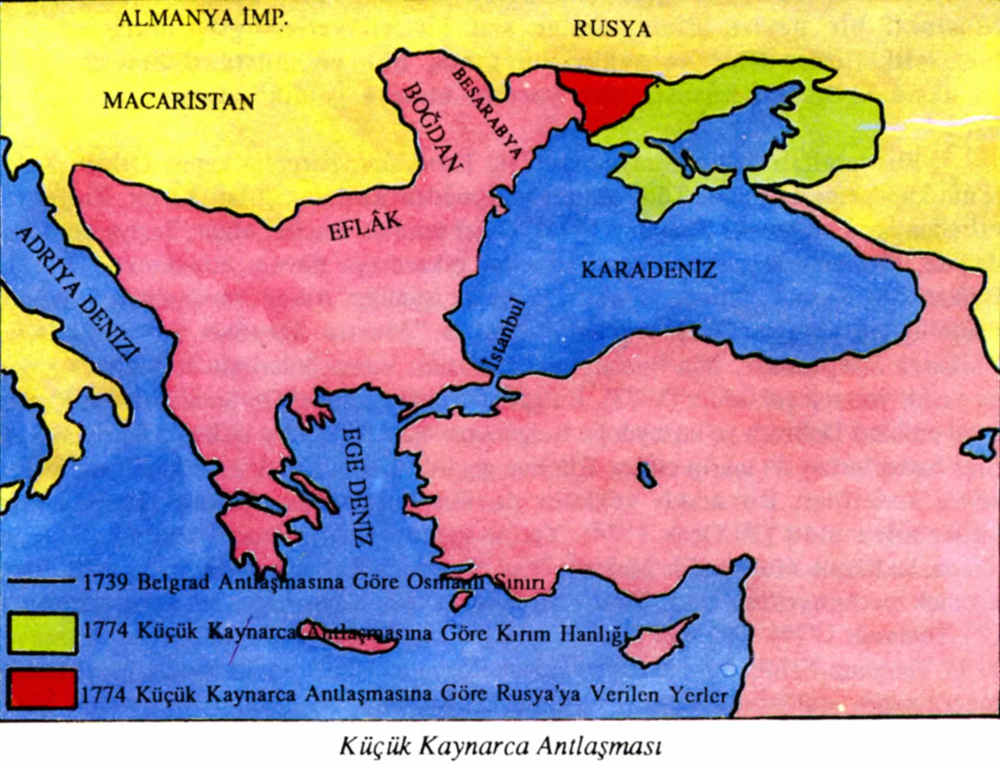 ALMANYA İMP.
RUSYA
MACARİSTAN
BOĞDAN
BESARABYA
EFLÂK
ADRİYA DENİZİ
KARADENİZ
İstanbul
EGE DENİZ
1739 Belgrad Antlaşmasına Göre Osmanlı Sınırı
1774 Küçük Kaynarca Antlaşmasına Göre Kırım Hanlığı
1774 Küçük Kaynarca Antlaşmasına Göre Rusya'ya Verilen Yerler
Küçük Kaynarca Antlaşması